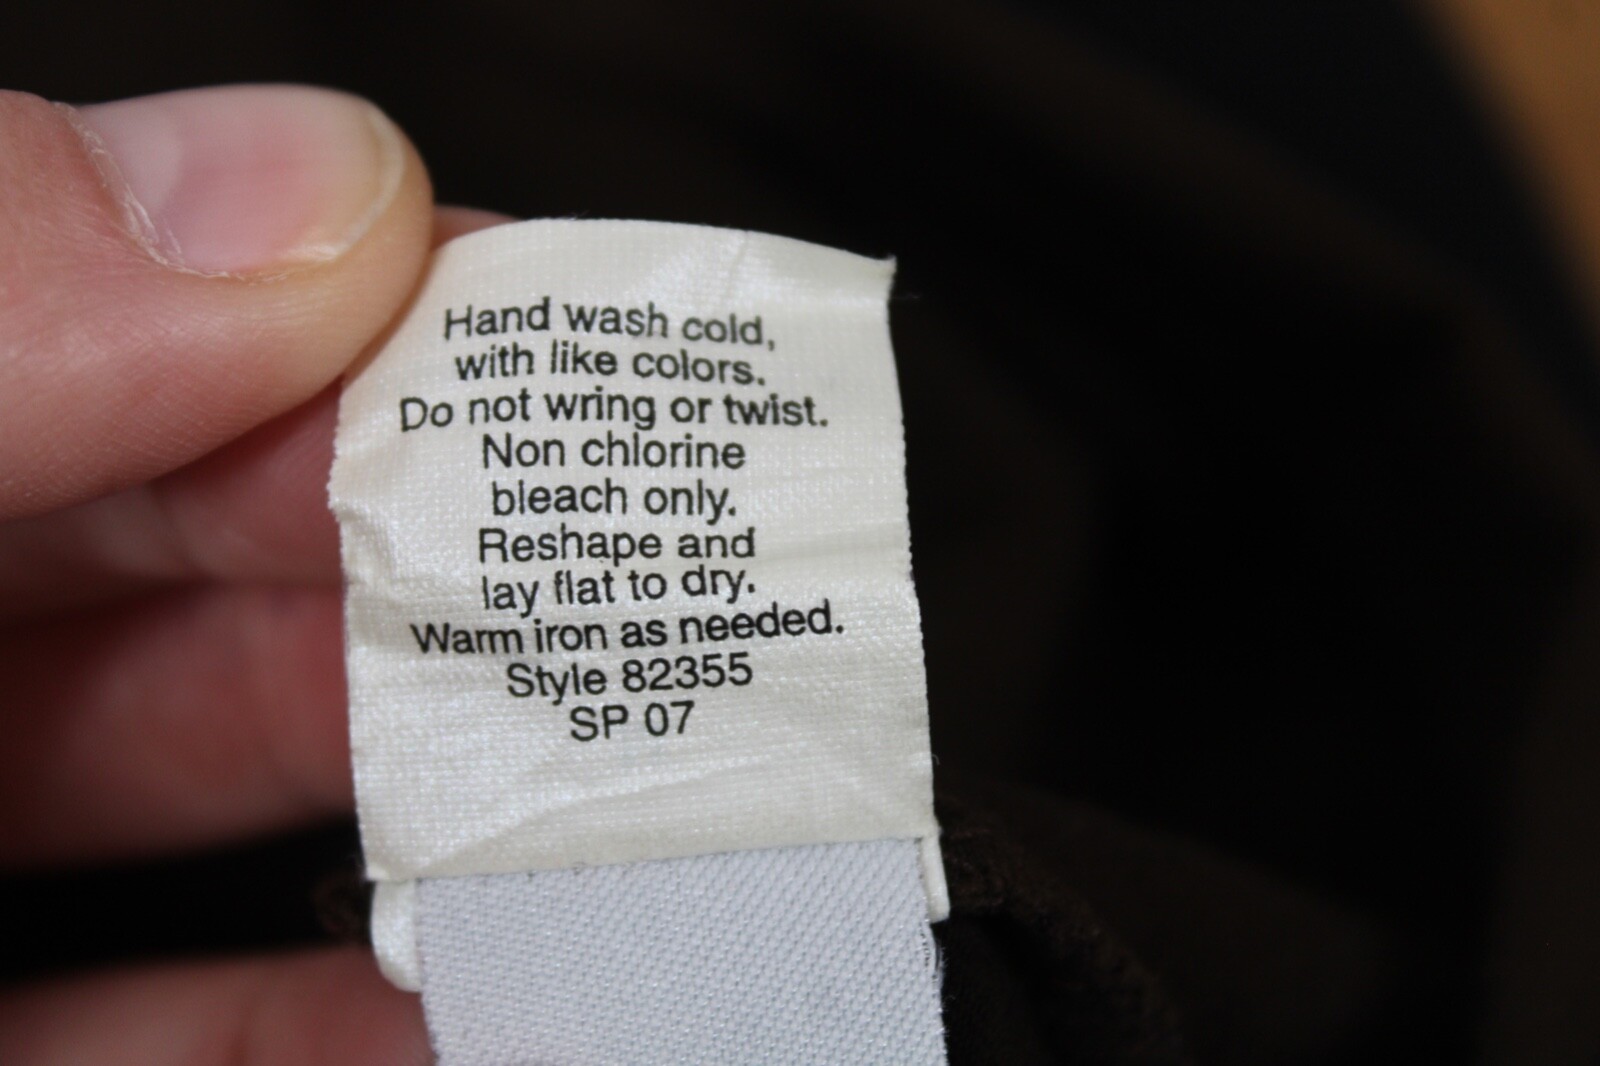 Hand wash cold,
with like colors.
Do not wring or twist.
Non chlorine
bleach only.
Reshape and
lay flat to dry.
Warm iron as needed.
Style 82355
SP 07